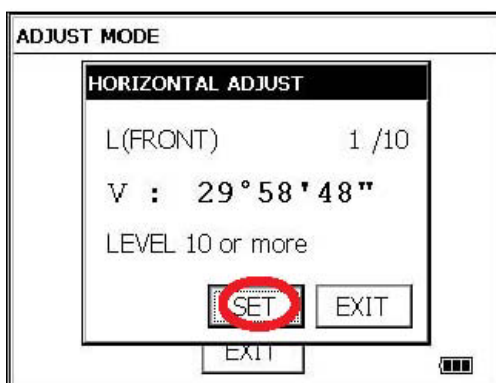 ADJUST MODE
HORIZONTAL ADJUST
L(FRONT) 1 /10
V : 29°58'48"
LEVEL 10 or more
SET EXIT
EXIT